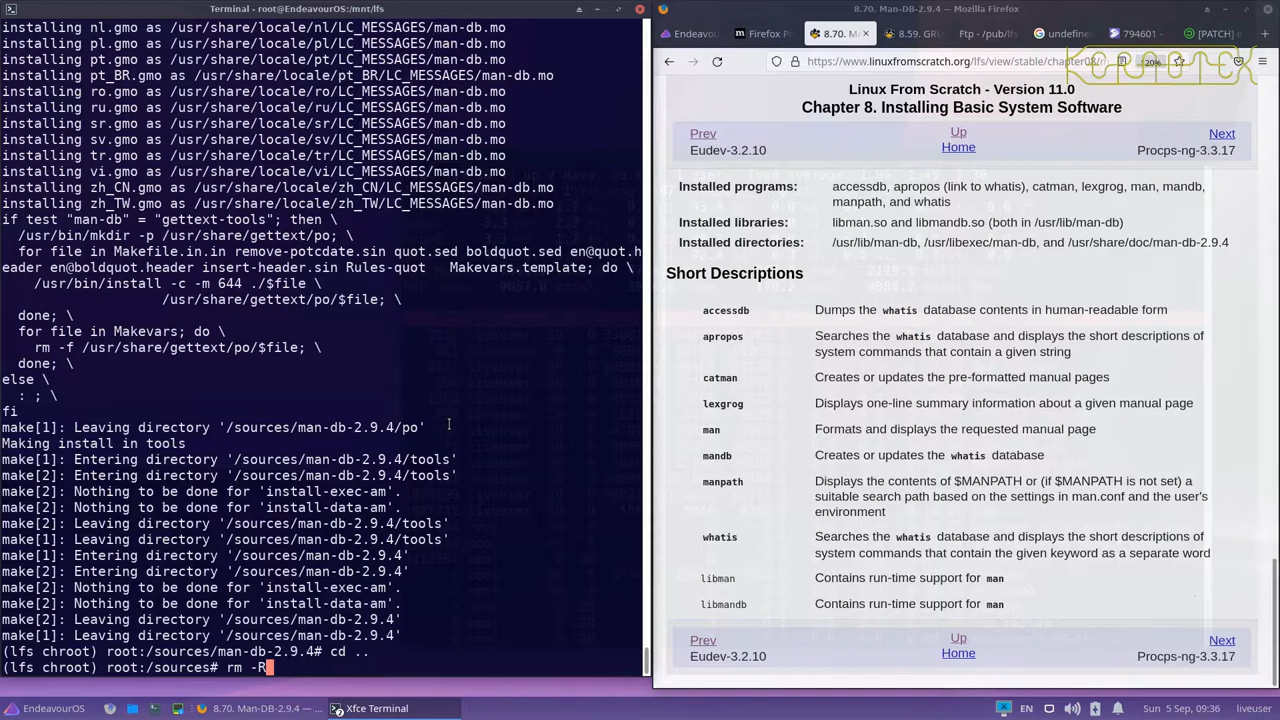 Terminal - root@EndeavourOS:/mnt/lfs
installing nl.gmo as /usr/share/locale/nl/LC_MESSAGES/man-db.mo
installing pl.gmo as /usr/share/locale/pl/LC_MESSAGES/man-db.mo
installing pt.gmo as /usr/share/locale/pt/LC_MESSAGES/man-db.mo
installing pt_BR.gmo as /usr/share/locale/pt_BR/LC_MESSAGES/man-db.mo
installing ro.gmo as /usr/share/locale/ro/LC_MESSAGES/man-db.mo
installing ru.gmo as /usr/share/locale/ru/LC_MESSAGES/man-db.mo
installing sr.gmo as /usr/share/locale/sr/LC_MESSAGES/man-db.mo
installing sv.gmo as /usr/share/locale/sv/LC_MESSAGES/man-db.mo
installing tr.gmo as /usr/share/locale/tr/LC_MESSAGES/man-db.mo
installing vi.gmo as /usr/share/locale/vi/LC_MESSAGES/man-db.mo
installing zh_CN.gmo as /usr/share/locale/zh_CN/LC_MESSAGES/man-db.mo
installing zh_TW.gmo as /usr/share/locale/zh_TW/LC_MESSAGES/man-db.mo
if test "man-db" = "gettext-tools"; then \
/usr/bin/mkdir -p /usr/share/gettext/po; \
for file in Makefile.in.in remove-potcdate.sin quot.sed boldquot.sed en@quot.h
eader en@boldquot.header insert-header.sin Rules-quot   Makevars.template; do \
/usr/bin/install -c -m 644 ./$file
/usr/share/gettext/po/$file; \
done; \
for file in Makevars; do \
rm -f /usr/share/gettext/po/$file; \
done; \
else \
: ; \
fi
make[1]: Leaving directory '/sources/man-db-2.9.4/po'
Making install in tools
make[1]: Entering directory '/sources/man-db-2.9.4/tools'
make[2]: Entering directory '/sources/man-db-2.9.4/tools'
make[2]: Nothing to be done for 'install-exec-am'.
make[2]: Nothing to be done for 'install-data-am'.
make[2]: Leaving directory '/sources/man-db-2.9.4/tools'
make[1]: Leaving directory '/sources/man-db-2.9.4/tools'
make[1]: Entering directory '/sources/man-db-2.9.4'
make[2]: Entering directory '/sources/man-db-2.9.4'
make[2]: Nothing to be done for 'install-exec-am'.
make[2]: Nothing to be done for 'install-data-am'.
make[2]: Leaving directory '/sources/man-db-2.9.4'
make[1]: Leaving directory '/sources/man-db-2.9.4'
(lfs chroot) root:/sources/man-db-2.9.4# cd ..
(lfs chroot) root:/sources# rm -R
8.70. Man-DB-2.9.4 - Mozilla Firefox
Endeavou Firefox Pr 8.70. Ma 8.59. GRU Ftp - /pub/lfs undefine 794601 - [PATCH] e
https://www.linuxfromscratch.org/lfs/view/stable/chapter08/
120%
Linux From Scratch - Version 11.0
Chapter 8. Installing Basic System Software
Prev Up Next
Eudev-3.2.10 Home Procps-ng-3.3.17
Installed programs: accessdb, apropos (link to whatis), catman, lexgrog, man, mandb,
manpath, and whatis
Installed libraries: libman.so and libmandb.so (both in /usr/lib/man-db)
Installed directories: /usr/lib/man-db, /usr/libexec/man-db, and /usr/share/doc/man-db-2.9.4
Short Descriptions
accessdb Dumps the whatis database contents in human-readable form
apropos Searches the whatis database and displays the short descriptions of
system commands that contain a given string
catman Creates or updates the pre-formatted manual pages
lexgrog Displays one-line summary information about a given manual page
man Formats and displays the requested manual page
mandb Creates or updates the whatis database
manpath Displays the contents of $MANPATH or (if $MANPATH is not set) a
suitable search path based on the settings in man.conf and the user's
environment
whatis Searches the whatis database and displays the short descriptions of
system commands that contain the given keyword as a separate word
libman Contains run-time support for man
libmandb Contains run-time support for man
Prev Up Next
Eudev-3.2.10 Home Procps-ng-3.3.17
EndeavourOS 8.70. Man-DB-2.9.4 — ... Xfce Terminal EN Sun 5 Sep, 09:36 liveuser